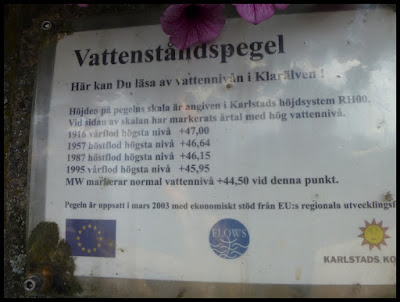 Vattenståndspegel
Här kan Du läsa av vattennivån i Klarälven !
Höjden på pegelns skala är angiven i Karlstads höjdsystem RH00.
Vid sidan av skalan har markerats årtal med hög vattennivå.
1916 vårflod högsta nivå +47,00
1957 höstflod högsta nivå +46,64
1987 höstflod högsta nivå +46,15
1995 vårflod högsta nivå +45,95
MW markerar normal vattennivå +44,50 vid denna punkt.
Pegeln är uppsatt i mars 2003 med ekonomiskt stöd från EU:s regionala utvecklingsf
FLOWS
KARLSTADS KO